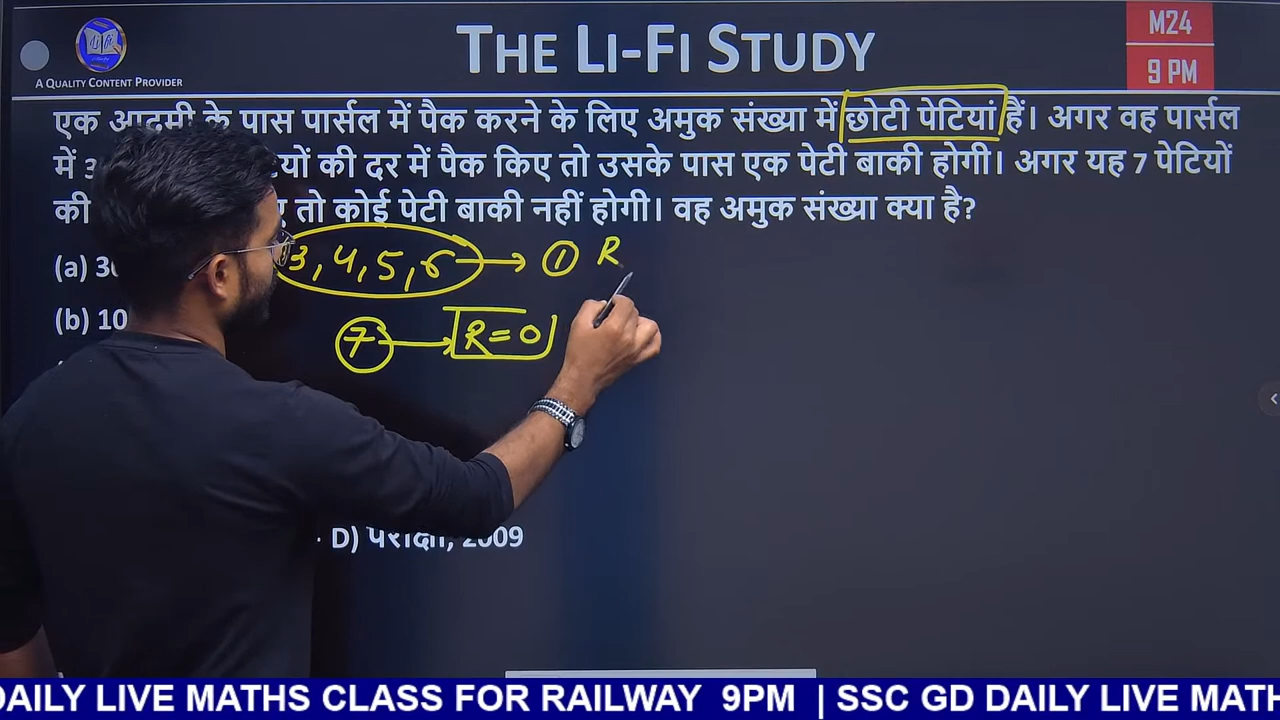 THE LI-FI STUDY
A QUALITY CONTENT PROVIDER
M24
9 PM
एक आदमी के पास पार्सल में पैक करने के लिए अमुक संख्या में छोटी पेटियां हैं। अगर वह पार्सल
में 3 की दर में पैक किए तो उसके पास एक पेटी बाकी होगी। अगर यह 7 पेटियों
की तो कोई पेटी बाकी नहीं होगी। वह अमुक संख्या क्या है?
(a)
3, 4, 5, 6 → 1 R
(b) 10
7 → R=0
D) परीक्षा, 2009
DAILY LIVE MATHS CLASS FOR RAILWAY 9PM | SSC GD DAILY LIVE MATH